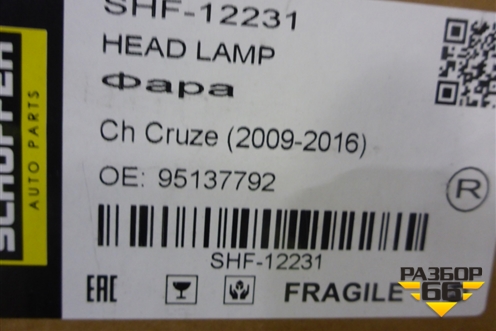 SHF-12231
HEAD LAMP
Фара
Ch Cruze (2009-2016)
OE: 95137792
R
SHF-12231
EAC
FRAGILE
AUTO PARTS
РАЗБОР
66